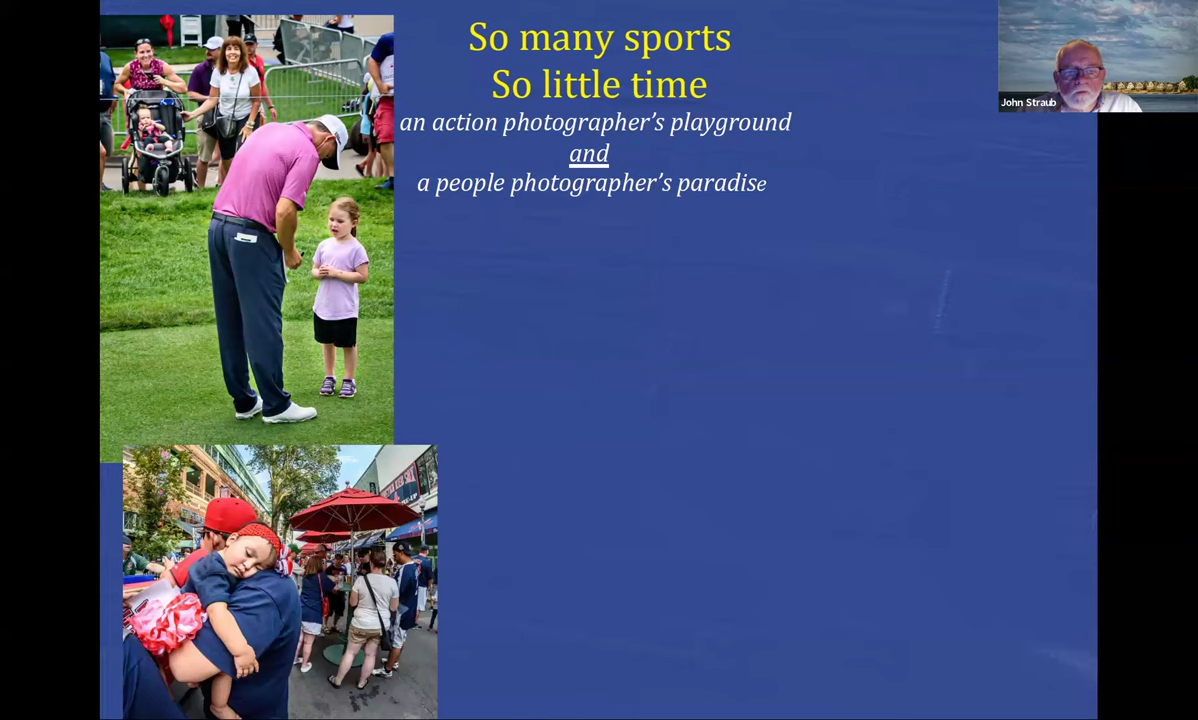 So many sports
So little time
an action photographer's playground
and
a people photographer's paradise
John Straub